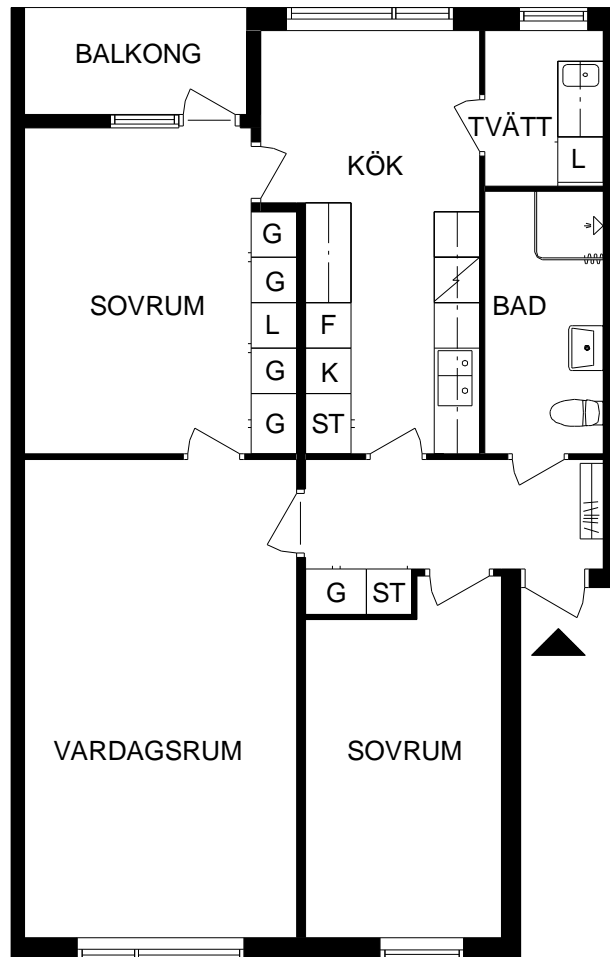 BALKONG
TVÄTT
L
KÖK
G
G
SOVRUM
L
F
BAD
G
K
G
ST
G
ST
VARDAGSRUM
SOVRUM